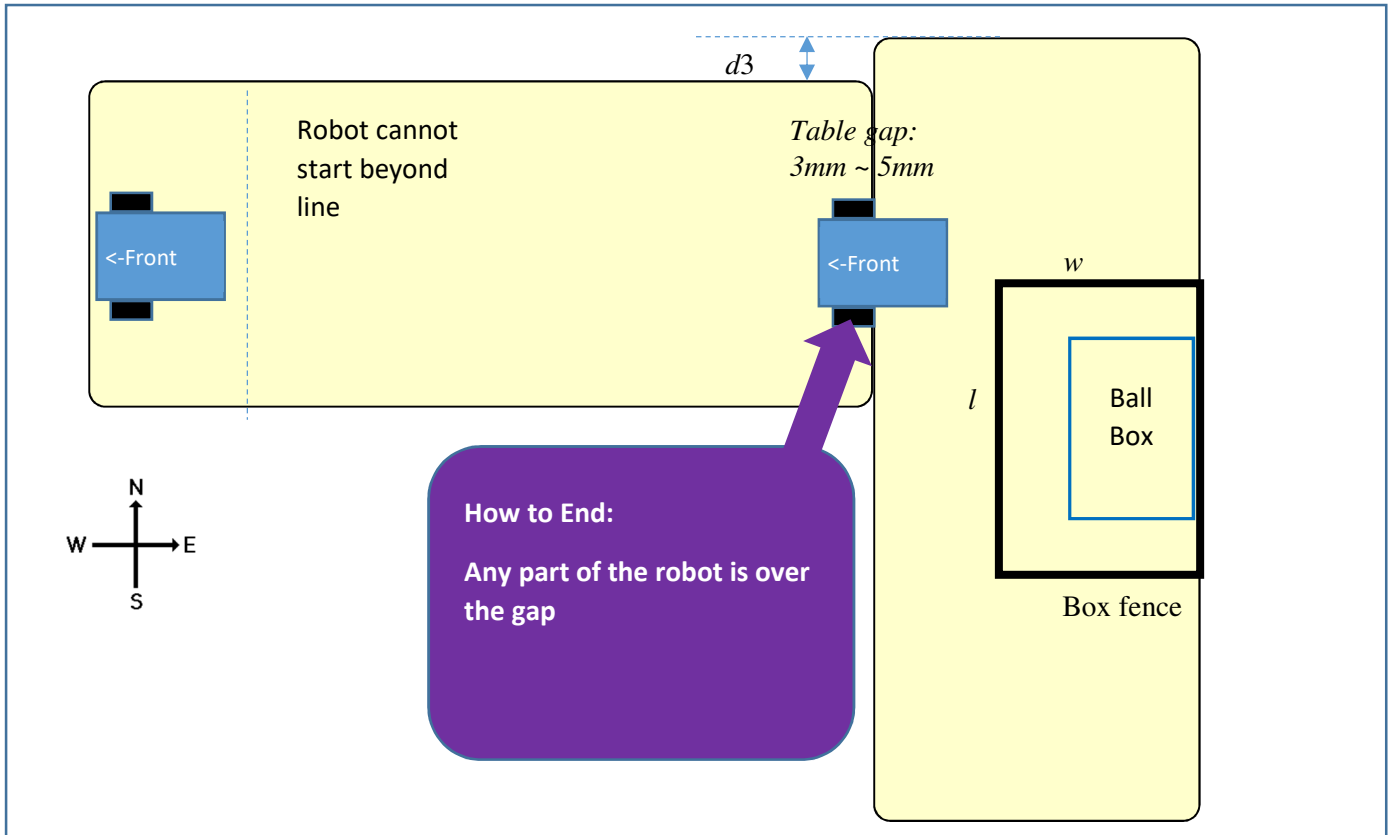 d3
Robot cannot
start beyond
line
Table gap:
3mm ~ 5mm
<-Front
<-Front
w
l
Ball
Box
Box fence
How to End:
Any part of the robot is over
the gap
N
W
E
S